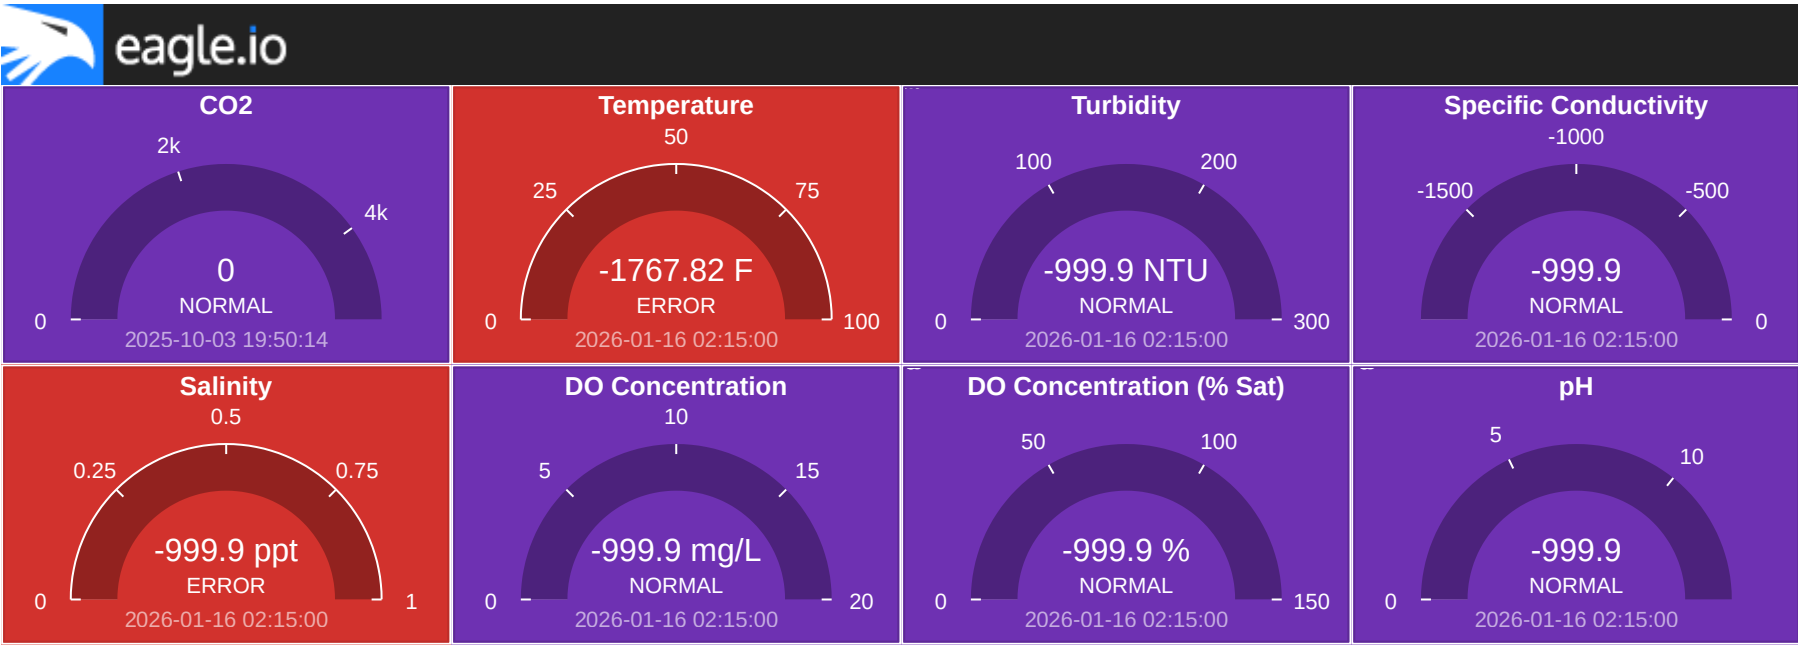 eagle.io
CO2
2k
4k
0
NORMAL
0
2025-10-03 19:50:14
Temperature
50
25
75
-1767.82 F
ERROR
0
100
2026-01-16 02:15:00
Turbidity
100
200
-999.9 NTU
NORMAL
0
300
2026-01-16 02:15:00
Specific Conductivity
-1000
-1500
-500
-999.9
NORMAL
0
2026-01-16 02:15:00
Salinity
0.5
0.25
0.75
-999.9 ppt
ERROR
0
1
2026-01-16 02:15:00
DO Concentration
10
5
15
-999.9 mg/L
NORMAL
0
20
2026-01-16 02:15:00
DO Concentration (% Sat)
50
100
-999.9 %
NORMAL
0
150
2026-01-16 02:15:00
pH
5
10
-999.9
NORMAL
0
2026-01-16 02:15:00